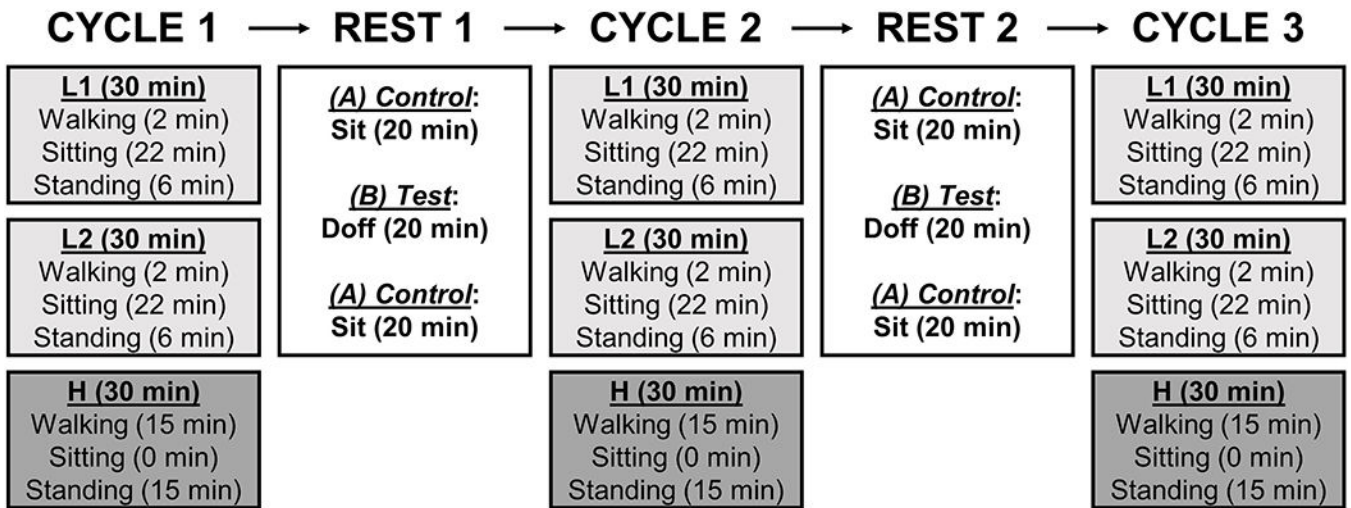 CYCLE 1 → REST 1 → CYCLE 2 → REST 2 → CYCLE 3
L1 (30 min)
Walking (2 min)
Sitting (22 min)
Standing (6 min)
L2 (30 min)
Walking (2 min)
Sitting (22 min)
Standing (6 min)
H (30 min)
Walking (15 min)
Sitting (0 min)
Standing (15 min)
(A) Control:
Sit (20 min)
(B) Test:
Doff (20 min)
(A) Control:
Sit (20 min)
L1 (30 min)
Walking (2 min)
Sitting (22 min)
Standing (6 min)
L2 (30 min)
Walking (2 min)
Sitting (22 min)
Standing (6 min)
H (30 min)
Walking (15 min)
Sitting (0 min)
Standing (15 min)
(A) Control:
Sit (20 min)
(B) Test:
Doff (20 min)
(A) Control:
Sit (20 min)
L1 (30 min)
Walking (2 min)
Sitting (22 min)
Standing (6 min)
L2 (30 min)
Walking (2 min)
Sitting (22 min)
Standing (6 min)
H (30 min)
Walking (15 min)
Sitting (0 min)
Standing (15 min)